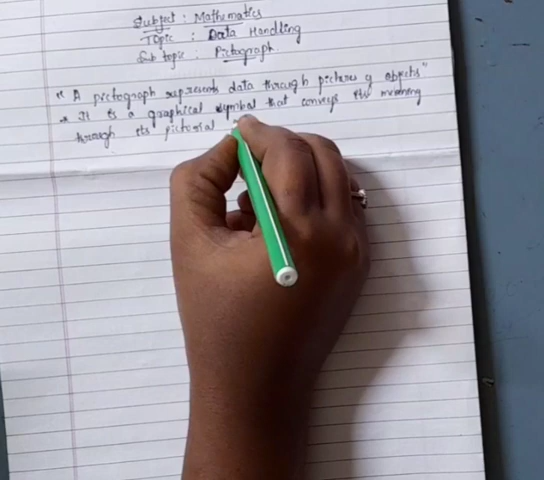 Subject : Mathematics
Topic : Data Handling
Sub topic : Pictograph.
" A pictograph represents data through pictures of objects"
* It is a graphical symbol that conveys its meaning
through its pictorial